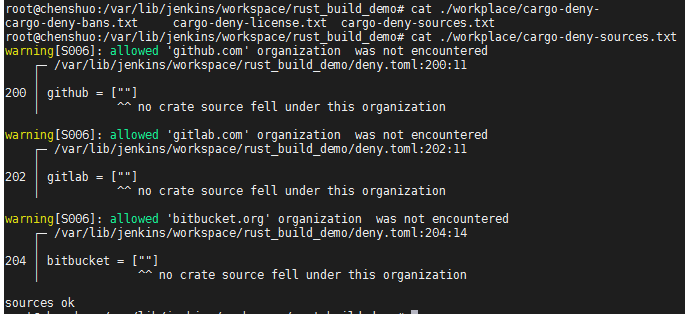 root@chenshuo:/var/lib/jenkins/workspace/rust_build_demo# cat ./workplace/cargo-deny-
cargo-deny-bans.txt     cargo-deny-license.txt  cargo-deny-sources.txt
root@chenshuo:/var/lib/jenkins/workspace/rust_build_demo# cat ./workplace/cargo-deny-sources.txt
warning[S006]: allowed 'github.com' organization  was not encountered
    ┌─ /var/lib/jenkins/workspace/rust_build_demo/deny.toml:200:11
    │
200 │ github = [""]
    │           ^^ no crate source fell under this organization

warning[S006]: allowed 'gitlab.com' organization  was not encountered
    ┌─ /var/lib/jenkins/workspace/rust_build_demo/deny.toml:202:11
    │
202 │ gitlab = [""]
    │           ^^ no crate source fell under this organization

warning[S006]: allowed 'bitbucket.org' organization  was not encountered
    ┌─ /var/lib/jenkins/workspace/rust_build_demo/deny.toml:204:14
    │
204 │ bitbucket = [""]
    │              ^^ no crate source fell under this organization

sources ok